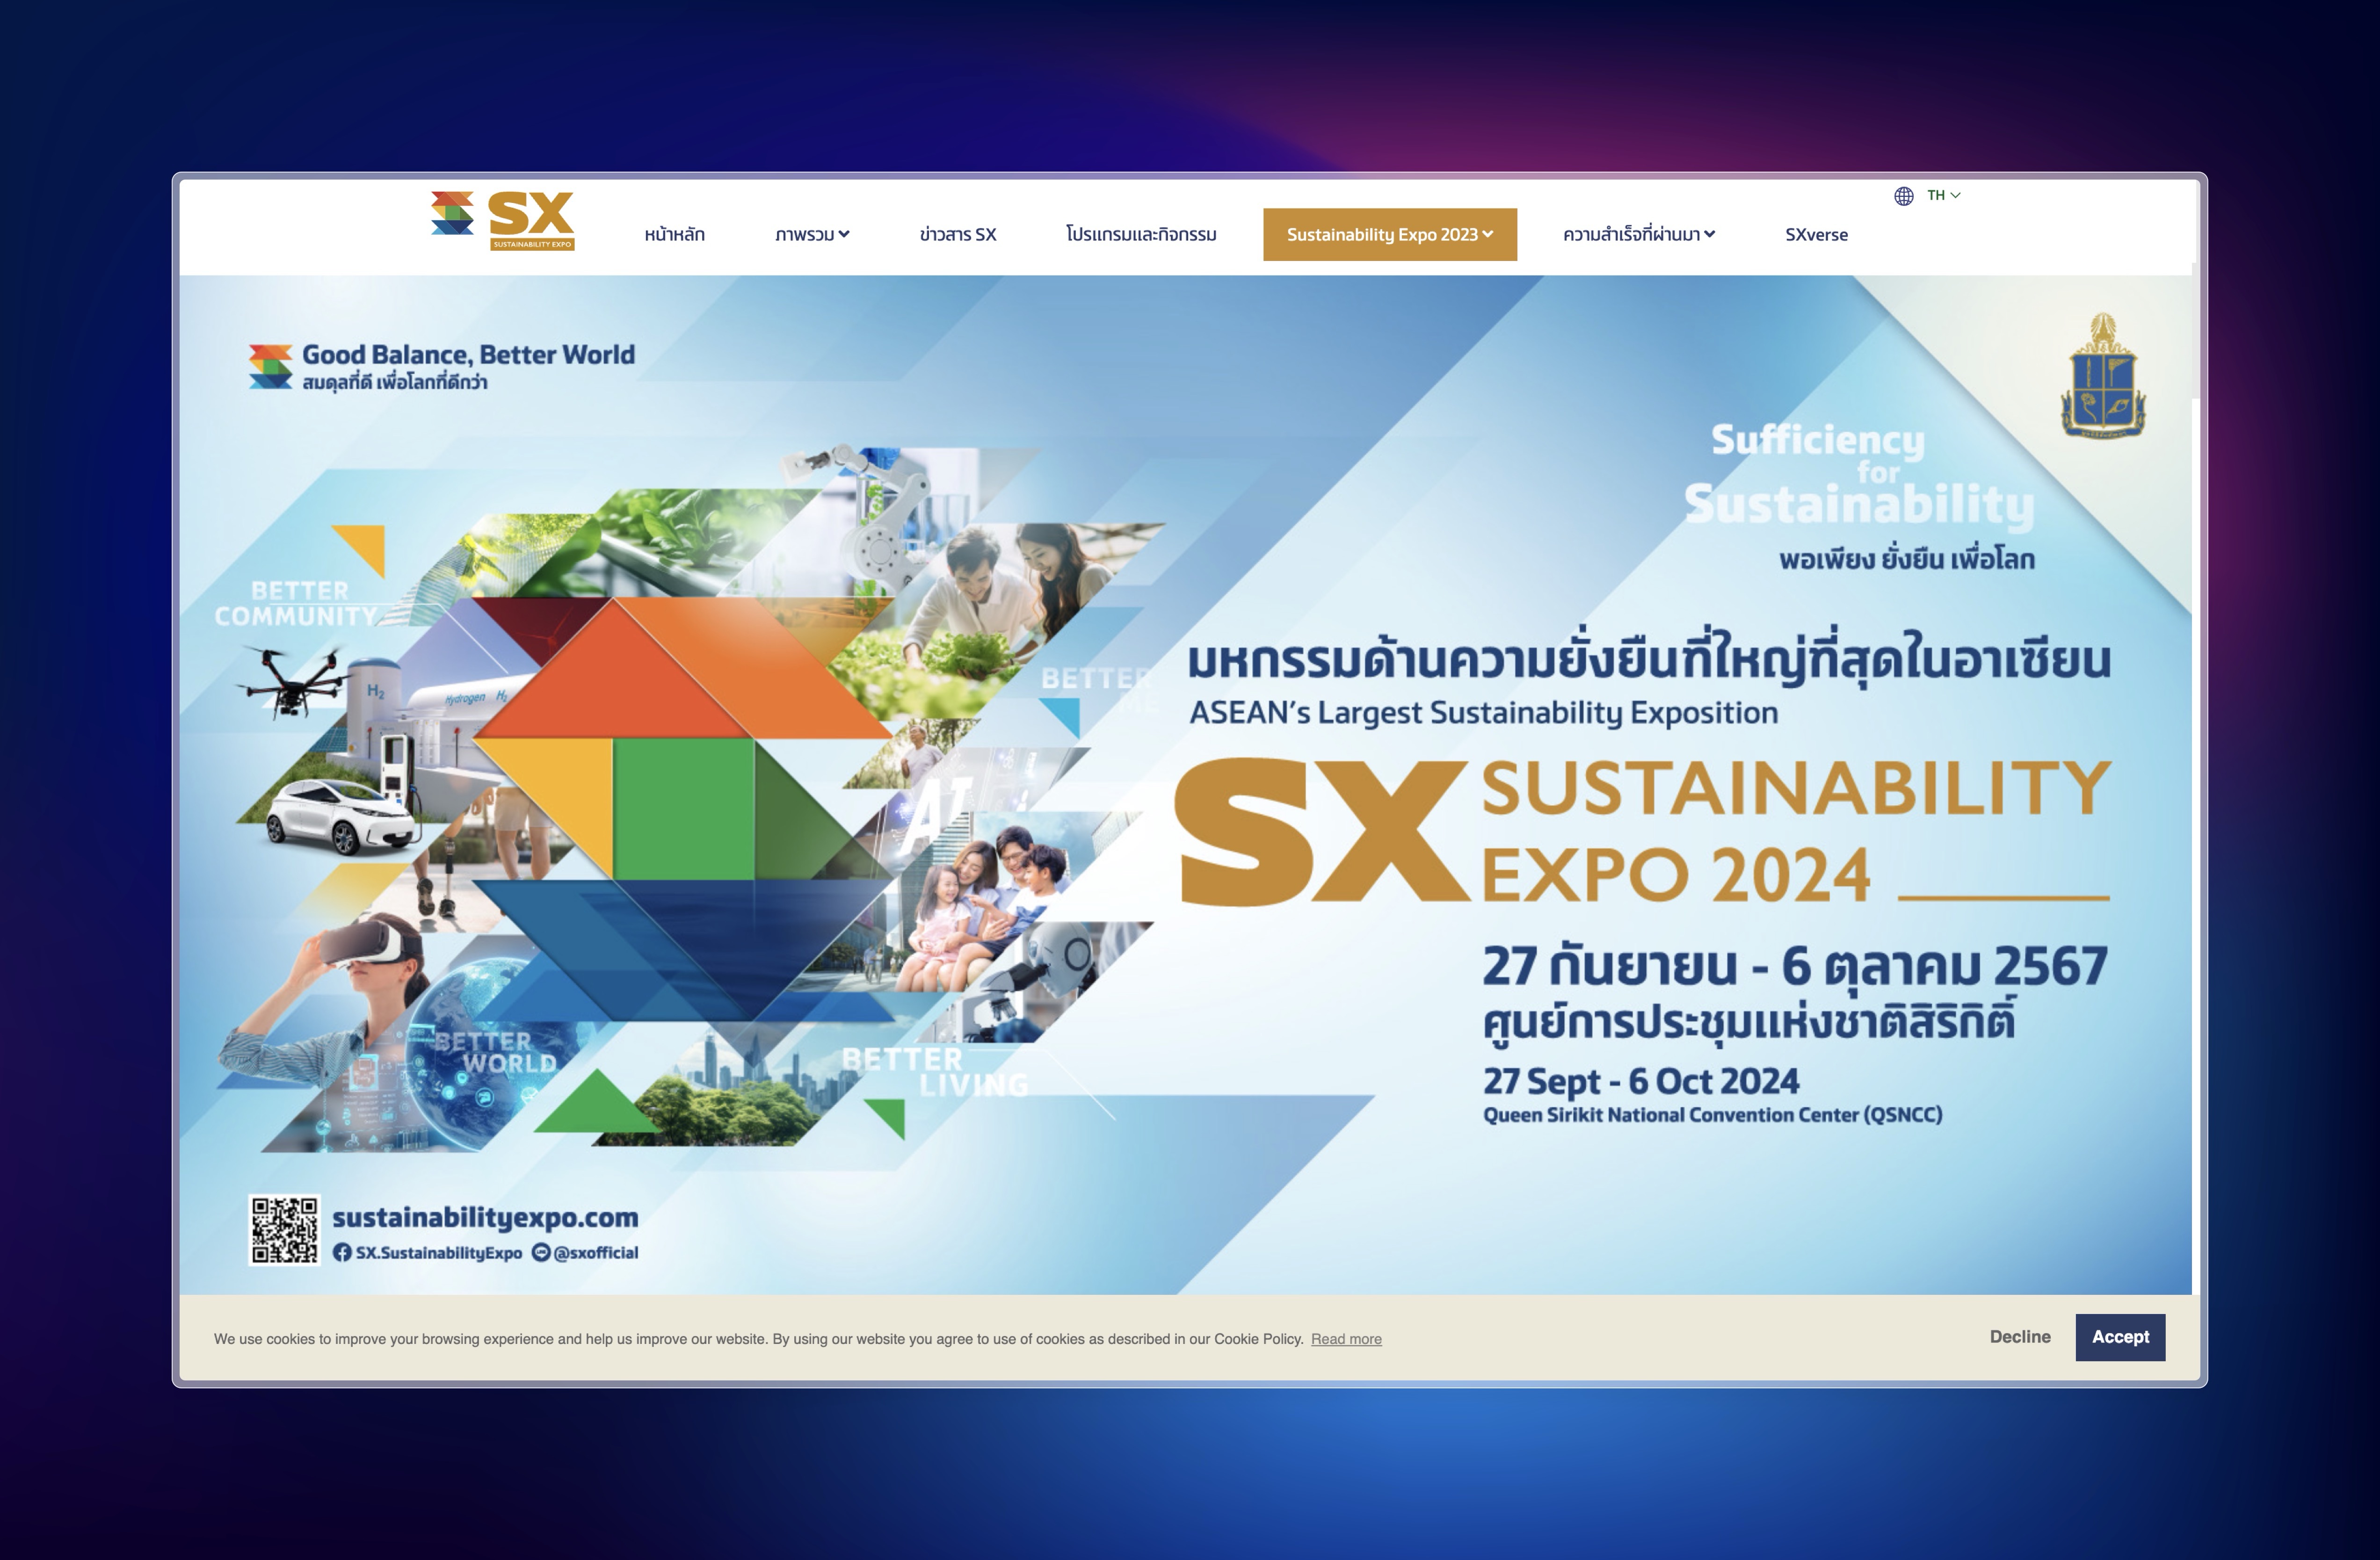 SX
SUSTAINABILITY EXPO
หน้าหลัก
ภาพรวม
ข่าวสาร SX
โปรแกรมและกิจกรรม
Sustainability Expo 2023
ความสำเร็จที่ผ่านมา
SXverse
TH
Good Balance, Better World
สมดุลที่ดี เพื่อโลกที่ดีกว่า
Sufficiency
for
Sustainability
พอเพียง ยั่งยืน เพื่อโลก
BETTER
COMMUNITY
H2
Hydrogen H2
BETTER
ME
AI
BETTER
WORLD
BETTER
LIVING
มหกรรมด้านความยั่งยืนที่ใหญ่ที่สุดในอาเซียน
ASEAN’s Largest Sustainability Exposition
SX SUSTAINABILITY
EXPO 2024
27 กันยายน - 6 ตุลาคม 2567
ศูนย์การประชุมแห่งชาติสิริกิติ์
27 Sept - 6 Oct 2024
Queen Sirikit National Convention Center (QSNCC)
sustainabilityexpo.com
SX.SustainabilityExpo @sxofficial
We use cookies to improve your browsing experience and help us improve our website. By using our website you agree to use of cookies as described in our Cookie Policy. Read more
Decline
Accept